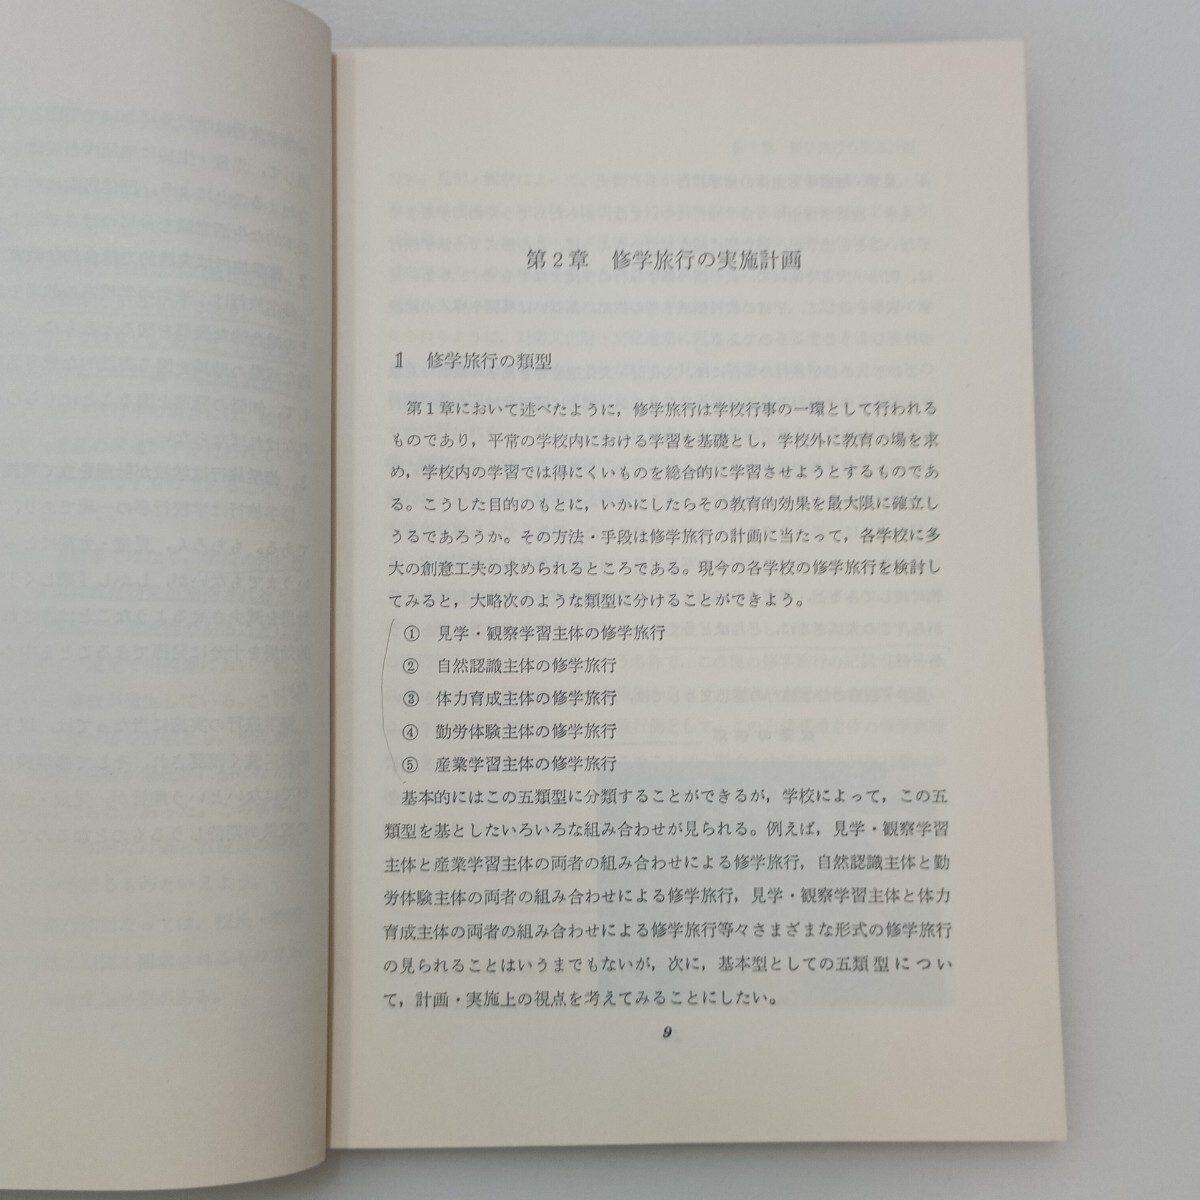 第2章　修学旅行の実施計画
1　修学旅行の類型
第1章において述べたように，修学旅行は学校行事の一環として行われる
ものであり，平常の学校内における学習を基礎とし，学校外に教育の場を求
め，学校内の学習では得にくいものを総合的に学習させようとするものであ
る。こうした目的のもとに，いかにしたらその教育的効果を最大限に確立し
うるであろうか。その方法・手段は修学旅行の計画に当たって，各学校に多
大の創意工夫の求められるところである。現今の各学校の修学旅行を検討し
てみると，大略次のような類型に分けることができよう。
①　見学・観察学習主体の修学旅行
②　自然認識主体の修学旅行
③　体力育成主体の修学旅行
④　勤労体験主体の修学旅行
⑤　産業学習主体の修学旅行
基本的にはこの五類型に分類することができるが，学校によって，この五
類型を基としたいろいろな組み合わせが見られる。例えば，見学・観察学習
主体と産業学習主体の両者の組み合わせによる修学旅行，自然認識主体と勤
労体験主体の両者の組み合わせによる修学旅行，見学・観察学習主体と体力
育成主体の両者の組み合わせによる修学旅行等々さまざまな形式の修学旅行
の見られることはいうまでもないが，次に，基本型としての五類型につい
て，計画・実施上の視点を考えてみることにしたい。
9